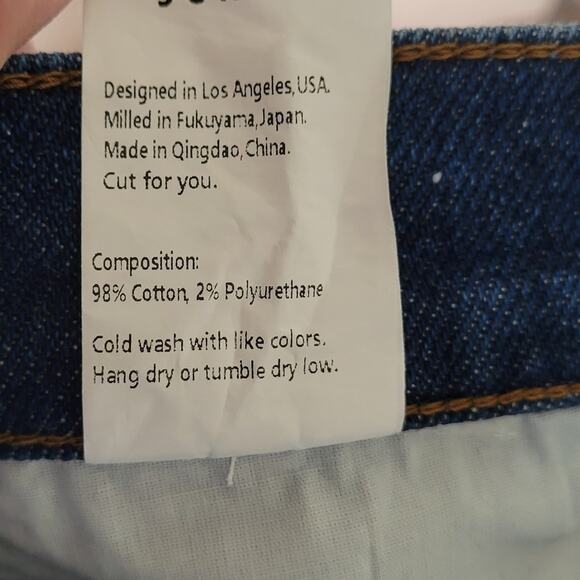 Designed in Los Angeles,USA.
Milled in Fukuyama,Japan.
Made in Qingdao,China.
Cut for you.
Composition:
98% Cotton, 2% Polyurethane
Cold wash with like colors.
Hang dry or tumble dry low.